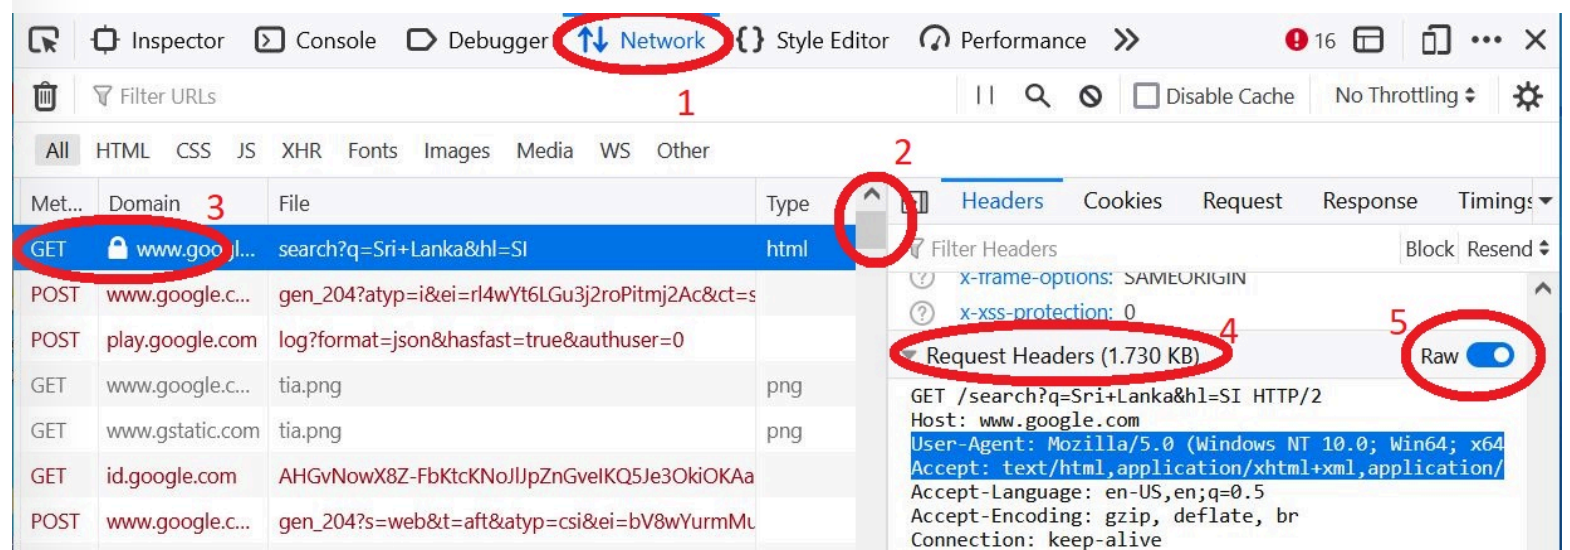 Inspector Console Debugger Network {} Style Editor Performance 16
1
Filter URLs Disable Cache No Throttling
All HTML CSS JS XHR Fonts Images Media WS Other
2
Met... Domain 3 File Type Headers Cookies Request Response Timings
GET www.googl... search?q=Sri+Lanka&hl=SI html Filter Headers Block Resend
x-frame-options: SAMEORIGIN
POST www.google.c... gen_204?atyp=i&ei=rl4wYt6LGu3j2roPitmj2Ac&ct=s
x-xss-protection: 0
4 5
POST play.google.com log?format=json&hasfast=true&authuser=0 Request Headers (1.730 KB) Raw
GET www.google.c... tia.png png GET /search?q=Sri+Lanka&hl=SI HTTP/2
Host: www.google.com
GET www.gstatic.com tia.png png User-Agent: Mozilla/5.0 (Windows NT 10.0; Win64; x64
Accept: text/html,application/xhtml+xml,application/
GET id.google.com AHGvNowX8Z-FbKtcKNoJlJpZnGveIKQ5Je3OkiOKAa Accept-Language: en-US,en;q=0.5
Accept-Encoding: gzip, deflate, br
POST www.google.c... gen_204?s=web&t=aft&atyp=csi&ei=bV8wYurmMu Connection: keep-alive